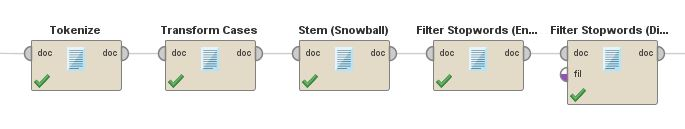 Tokenize
Transform Cases
Stem (Snowball)
Filter Stopwords (En...
Filter Stopwords (Di...
doc doc
doc doc
doc doc
doc doc
doc doc
fil